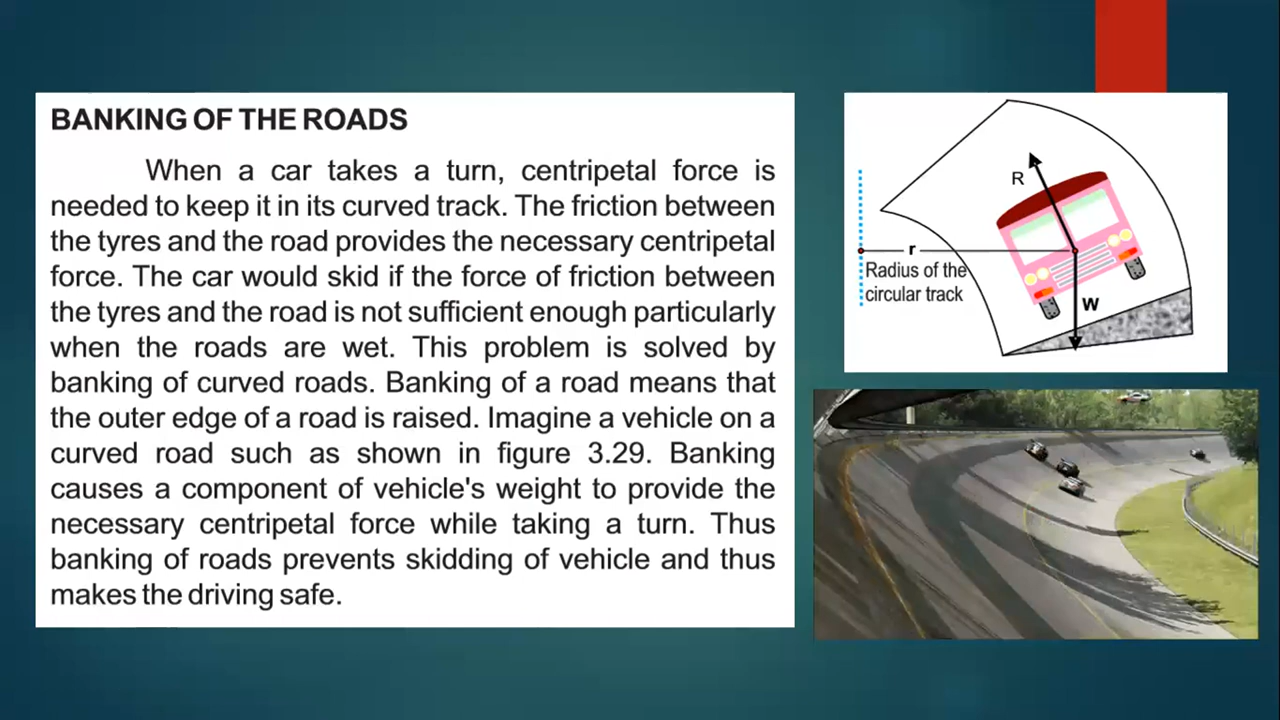 BANKING OF THE ROADS
When a car takes a turn, centripetal force is
needed to keep it in its curved track. The friction between
the tyres and the road provides the necessary centripetal
force. The car would skid if the force of friction between
the tyres and the road is not sufficient enough particularly
when the roads are wet. This problem is solved by
banking of curved roads. Banking of a road means that
the outer edge of a road is raised. Imagine a vehicle on a
curved road such as shown in figure 3.29. Banking
causes a component of vehicle's weight to provide the
necessary centripetal force while taking a turn. Thus
banking of roads prevents skidding of vehicle and thus
makes the driving safe.
R
r
Radius of the
circular track
W